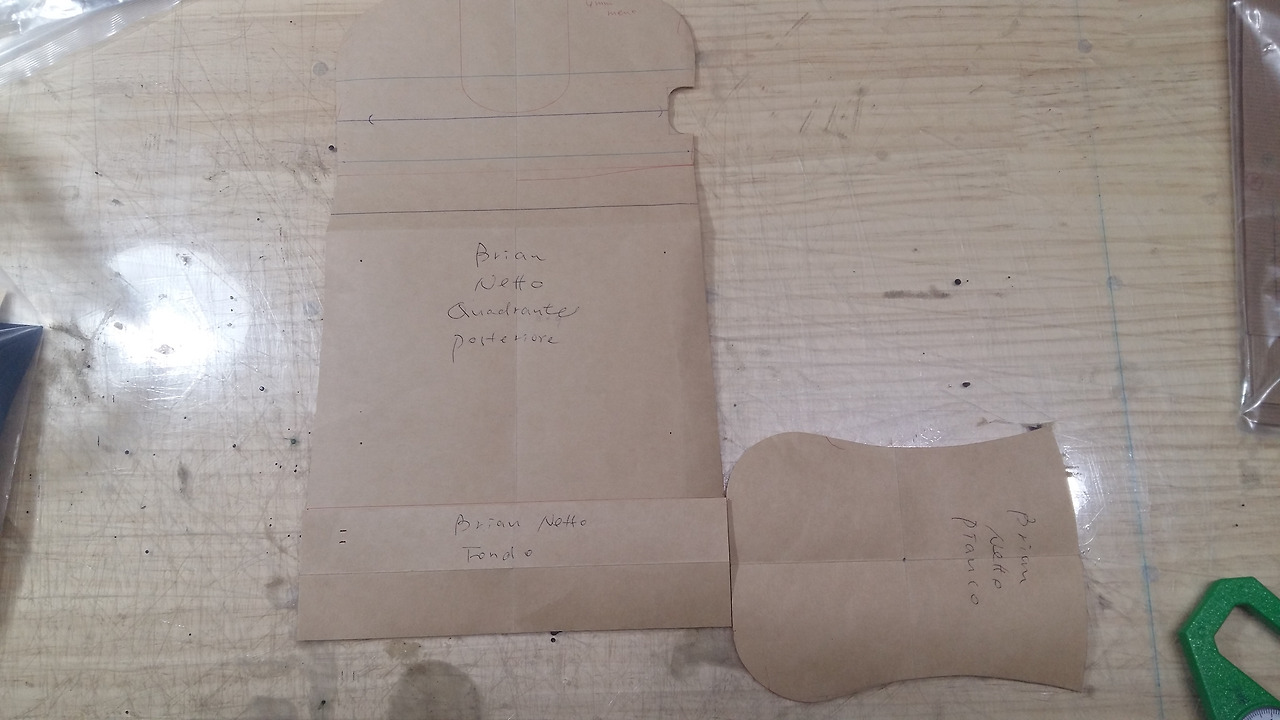 Brian
Netto
Quadrante
posteriore
Brian Netto
Fondo
Brian
Netto
Fianco